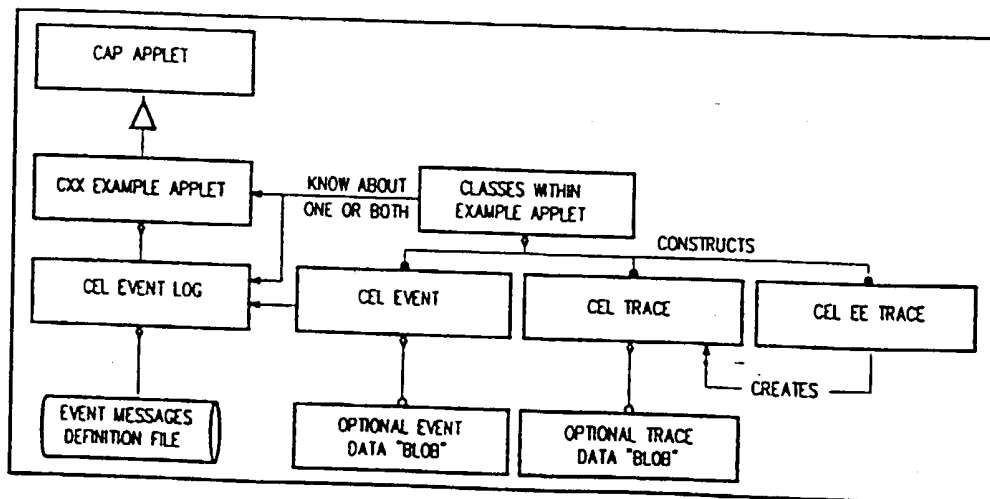 CAP APPLET
CXX EXAMPLE APPLET
KNOW ABOUT
ONE OR BOTH
CLASSES WITHIN
EXAMPLE APPLET
CONSTRUCTS
CEL EVENT LOG
CEL EVENT
CEL TRACE
CEL EE TRACE
CREATES
EVENT MESSAGES
DEFINITION FILE
OPTIONAL EVENT
DATA "BLOB"
OPTIONAL TRACE
DATA "BLOB"